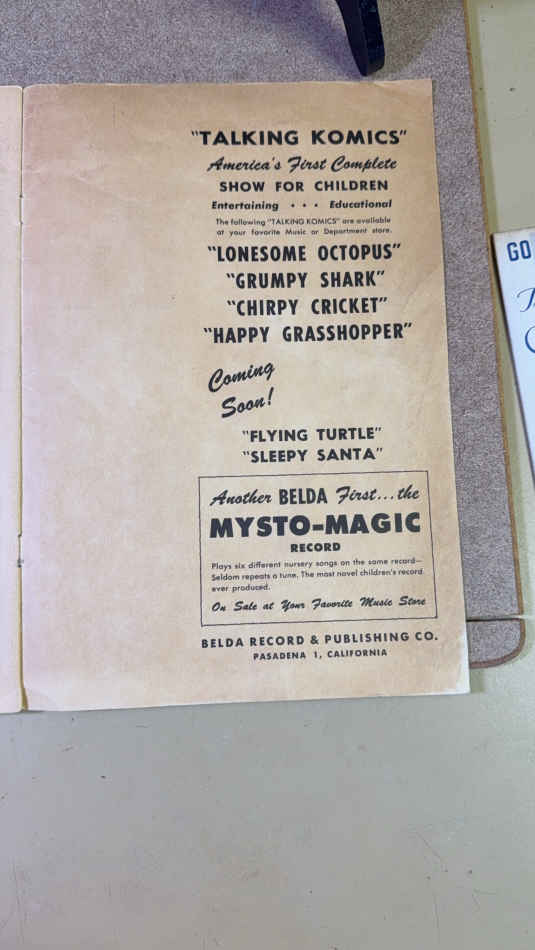 "TALKING KOMICS"
America's First Complete
SHOW FOR CHILDREN
Entertaining • • • Educational
The following "TALKING KOMICS" are available
at your favorite Music or Department store.
"LONESOME OCTOPUS"
"GRUMPY SHARK"
"CHIRPY CRICKET"
"HAPPY GRASSHOPPER"
Coming
Soon!
"FLYING TURTLE"
"SLEEPY SANTA"
Another BELDA First...the
MYSTO-MAGIC
RECORD
Plays six different nursery songs on the same record—
Seldom repeats a tune. The most novel children's record
ever produced.
On Sale at Your Favorite Music Store
BELDA RECORD & PUBLISHING CO.
PASADENA 1, CALIFORNIA
GO